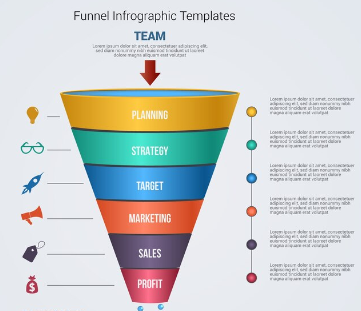 Funnel Infographic Templates
TEAM
Lorem ipsum dolor sit amet, consectetuer adipiscing elit,
sed diam nonummy nibh euismod tincidunt ut laoreet
dolore magna aliquam erat volutpat
PLANNING
STRATEGY
TARGET
MARKETING
SALES
PROFIT
$
Lorem ipsum dolor sit amet, consectetuer
adipiscing elit, sed diam nonummy nibh
euismod tincidunt ut laoreet dolore
magna aliquam erat volutpat
Lorem ipsum dolor sit amet, consectetuer
adipiscing elit, sed diam nonummy nibh
euismod tincidunt ut laoreet dolore
magna aliquam erat volutpat
Lorem ipsum dolor sit amet, consectetuer
adipiscing elit, sed diam nonummy nibh
euismod tincidunt ut laoreet dolore
magna aliquam erat volutpat
Lorem ipsum dolor sit amet, consectetuer
adipiscing elit, sed diam nonummy nibh
euismod tincidunt ut laoreet dolore
magna aliquam erat volutpat
Lorem ipsum dolor sit amet, consectetuer
adipiscing elit, sed diam nonummy nibh
euismod tincidunt ut laoreet dolore
magna aliquam erat volutpat
Lorem ipsum dolor sit amet, consectetuer
adipiscing elit, sed diam nonummy nibh
euismod tincidunt ut laoreet dolore
magna aliquam erat volutpat